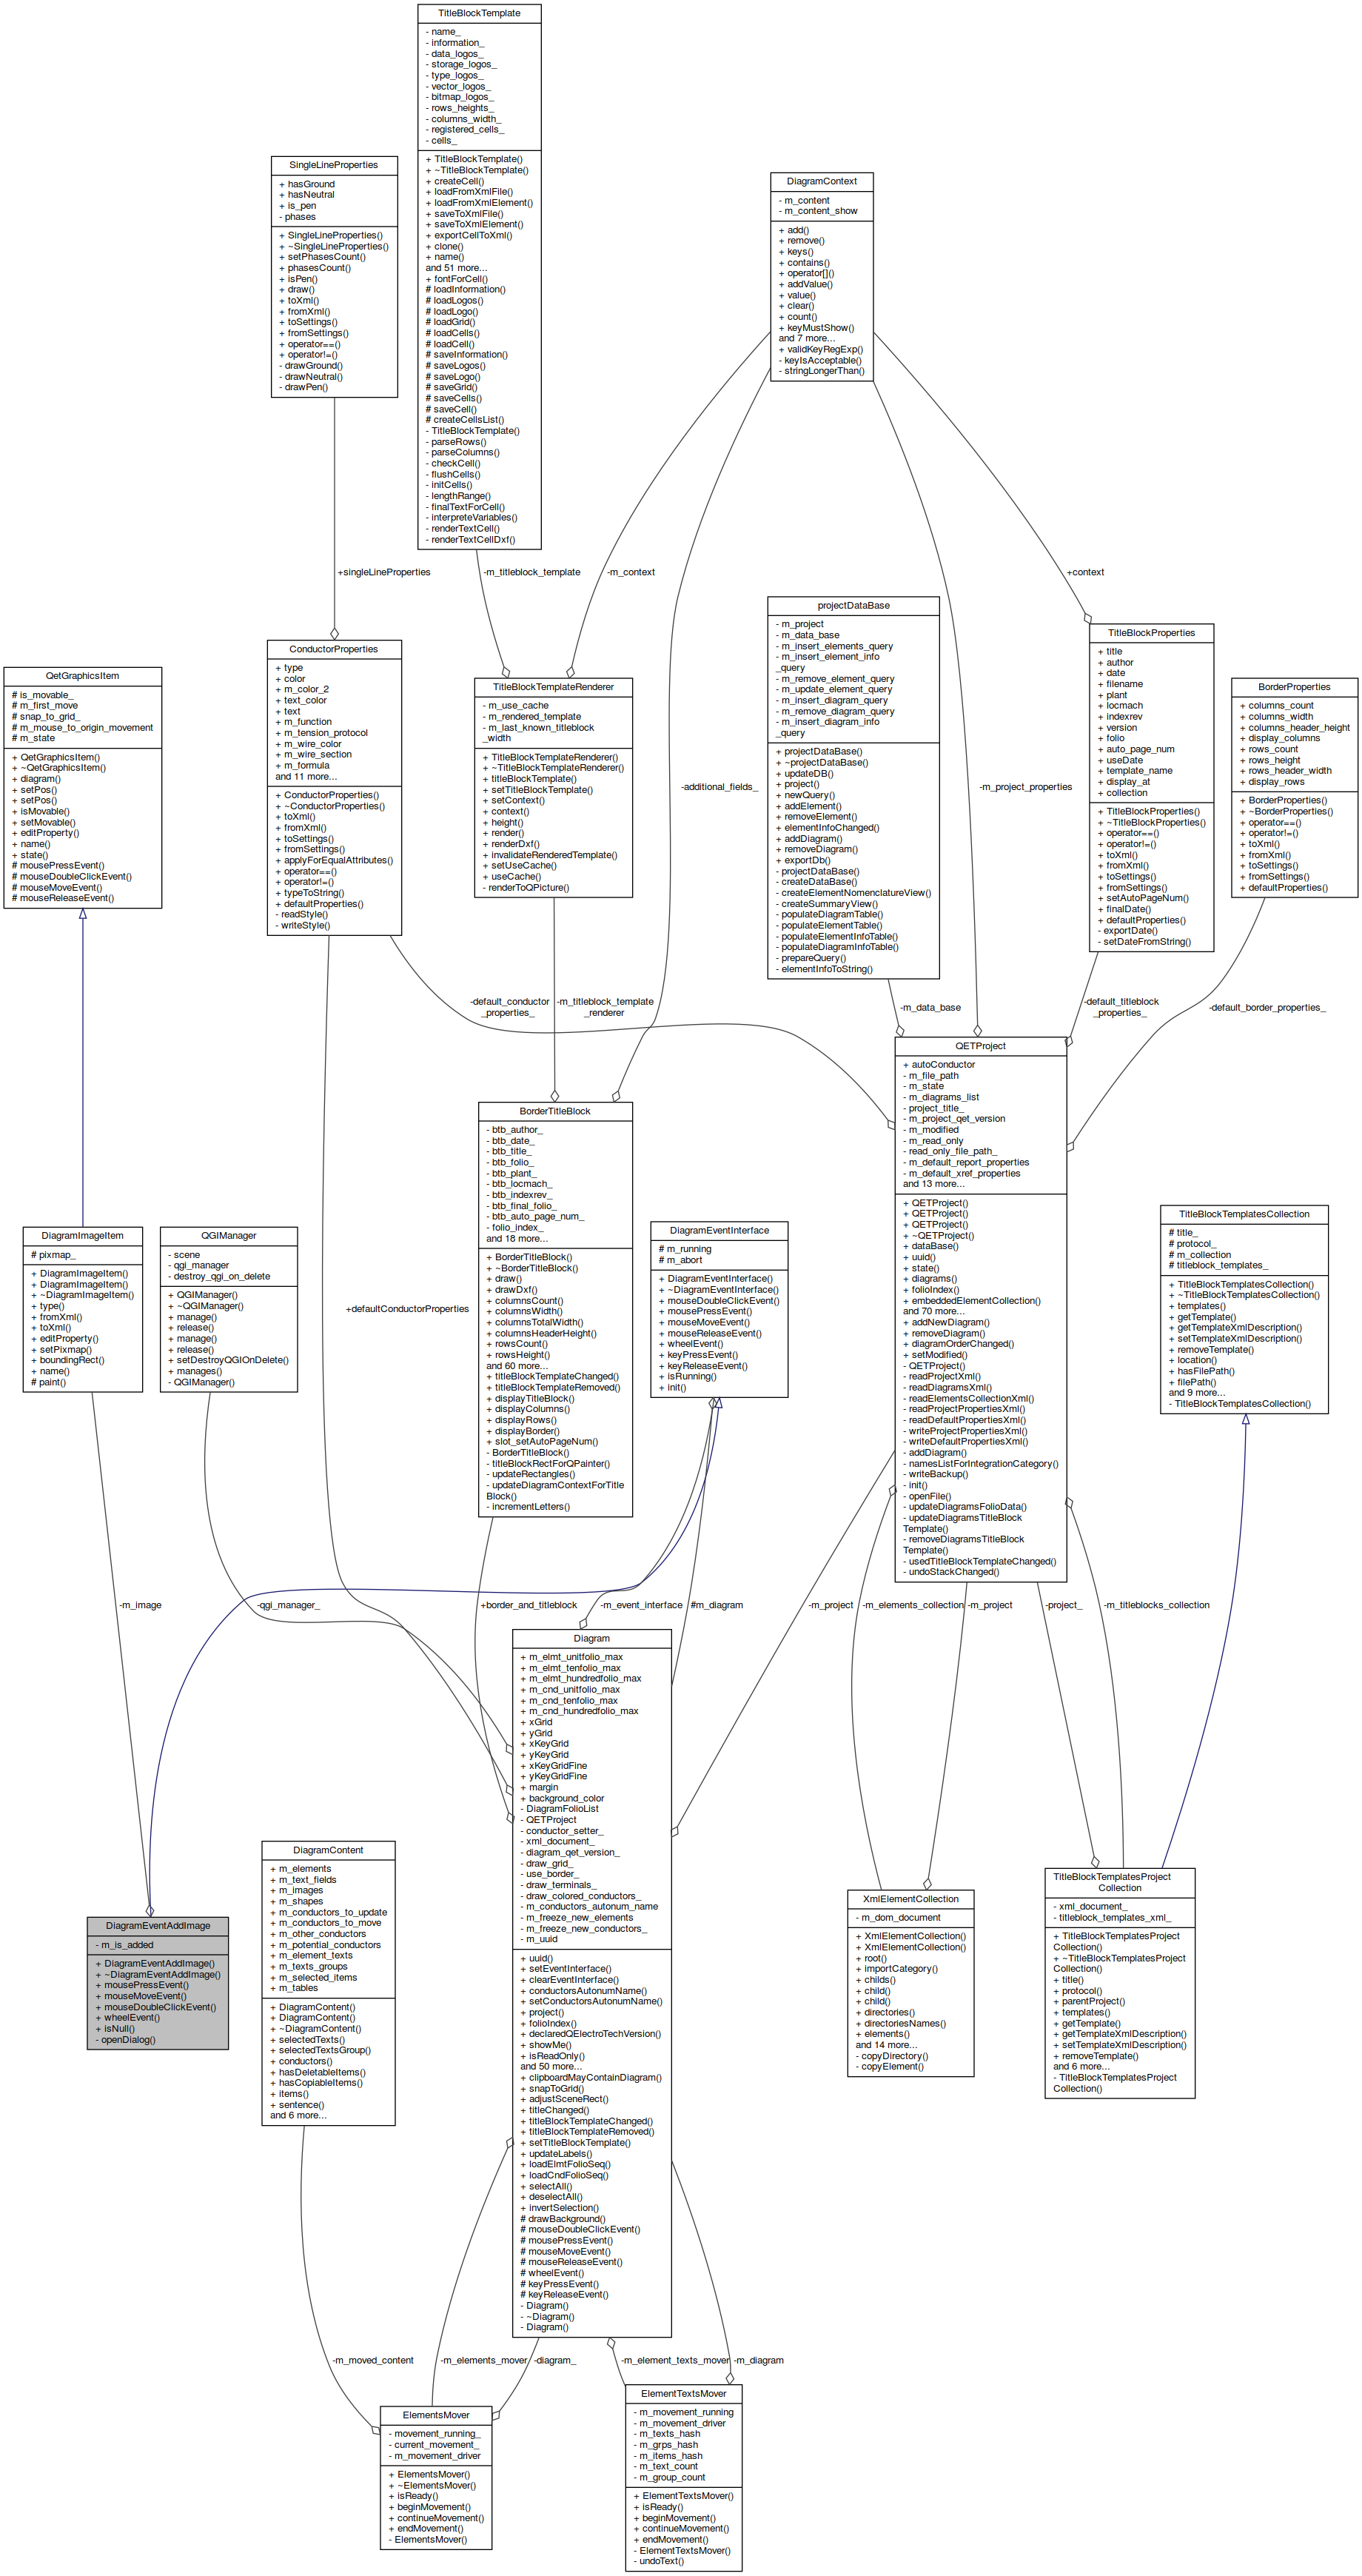 TitleBlockTemplate
- name_
- information_
- data_logos_
- storage_logos_
- type_logos_
- vector_logos_
- bitmap_logos_
- rows_heights_
- columns_width_
- registered_cells_
- cells_
+ TitleBlockTemplate()
+ ~TitleBlockTemplate()
+ createCell()
+ loadFromXmlFile()
+ loadFromXmlElement()
+ saveToXmlFile()
+ saveToXmlElement()
+ exportCellToXml()
+ clone()
+ name()
and 51 more...
+ fontForCell()
# loadInformation()
# loadLogos()
# loadLogo()
# loadGrid()
# loadCells()
# loadCell()
# saveInformation()
# saveLogos()
# saveLogo()
# saveGrid()
# saveCells()
# saveCell()
# createCellsList()
- TitleBlockTemplate()
- parseRows()
- parseColumns()
- checkCell()
- flushCells()
- initCells()
- lengthRange()
- finalTextForCell()
- interpreteVariables()
- renderTextCell()
- renderTextCellDxf()
SingleLineProperties
+ hasGround
+ hasNeutral
+ is_pen
- phases
+ SingleLineProperties()
+ ~SingleLineProperties()
+ setPhasesCount()
+ phasesCount()
+ isPen()
+ draw()
+ toXml()
+ fromXml()
+ toSettings()
+ fromSettings()
+ operator==()
+ operator!=()
- drawGround()
- drawNeutral()
- drawPen()
DiagramContext
- m_content
- m_content_show
+ add()
+ remove()
+ keys()
+ contains()
+ operator[]()
+ addValue()
+ value()
+ clear()
+ count()
+ keyMustShow()
and 7 more...
+ validKeyRegExp()
- keyIsAcceptable()
- stringLongerThan()
+singleLineProperties
-m_titleblock_template
-m_context
+context
projectDataBase
- m_project
- m_data_base
- m_insert_elements_query
- m_insert_element_info
_query
- m_remove_element_query
- m_update_element_query
- m_insert_diagram_query
- m_remove_diagram_query
- m_insert_diagram_info
_query
+ projectDataBase()
+ ~projectDataBase()
+ updateDB()
+ project()
+ newQuery()
+ addElement()
+ removeElement()
+ elementInfoChanged()
+ addDiagram()
+ removeDiagram()
+ exportDb()
- projectDataBase()
- createDataBase()
- createElementNomenclatureView()
- createSummaryView()
- populateDiagramTable()
- populateElementTable()
- populateElementInfoTable()
- populateDiagramInfoTable()
- prepareQuery()
- elementInfoToString()
TitleBlockProperties
+ title
+ author
+ date
+ filename
+ plant
+ locmach
+ indexrev
+ version
+ folio
+ auto_page_num
+ useDate
+ template_name
+ display_at
+ collection
+ TitleBlockProperties()
+ ~TitleBlockProperties()
+ operator==()
+ operator!=()
+ toXml()
+ fromXml()
+ toSettings()
+ fromSettings()
+ setAutoPageNum()
+ finalDate()
+ defaultProperties()
- exportDate()
- setDateFromString()
ConductorProperties
+ type
+ color
+ m_color_2
+ text_color
+ text
+ m_function
+ m_tension_protocol
+ m_wire_color
+ m_wire_section
+ m_formula
and 11 more...
+ ConductorProperties()
+ ~ConductorProperties()
+ toXml()
+ fromXml()
+ toSettings()
+ fromSettings()
+ applyForEqualAttributes()
+ operator==()
+ operator!=()
+ typeToString()
+ defaultProperties()
- readStyle()
- writeStyle()
QetGraphicsItem
# is_movable_
# m_first_move
# snap_to_grid_
# m_mouse_to_origin_movement
# m_state
+ QetGraphicsItem()
+ ~QetGraphicsItem()
+ diagram()
+ setPos()
+ setPos()
+ isMovable()
+ setMovable()
+ editProperty()
+ name()
+ state()
# mousePressEvent()
# mouseDoubleClickEvent()
# mouseMoveEvent()
# mouseReleaseEvent()
TitleBlockTemplateRenderer
- m_use_cache
- m_rendered_template
- m_last_known_titleblock
_width
+ TitleBlockTemplateRenderer()
+ ~TitleBlockTemplateRenderer()
+ titleBlockTemplate()
+ setTitleBlockTemplate()
+ setContext()
+ context()
+ height()
+ render()
+ renderDxf()
+ invalidateRenderedTemplate()
+ setUseCache()
+ useCache()
- renderToQPicture()
BorderProperties
+ columns_count
+ columns_width
+ columns_header_height
+ display_columns
+ rows_count
+ rows_height
+ rows_header_width
+ display_rows
+ BorderProperties()
+ ~BorderProperties()
+ operator==()
+ operator!=()
+ toXml()
+ fromXml()
+ toSettings()
+ fromSettings()
+ defaultProperties()
-additional_fields_
-m_project_properties
-default_conductor
_properties_
-m_titleblock_template
_renderer
-m_data_base
-default_titleblock
_properties_
-default_border_properties_
QETProject
+ autoConductor
- m_file_path
- m_state
- m_diagrams_list
- project_title_
- m_project_qet_version
- m_modified
- m_read_only
- read_only_file_path_
- m_default_report_properties
- m_default_xref_properties
and 13 more...
+ QETProject()
+ QETProject()
+ QETProject()
+ ~QETProject()
+ dataBase()
+ uuid()
+ state()
+ diagrams()
+ folioIndex()
+ embeddedElementCollection()
and 70 more...
+ addNewDiagram()
+ removeDiagram()
+ diagramOrderChanged()
+ setModified()
- QETProject()
- readProjectXml()
- readDiagramsXml()
- readElementsCollectionXml()
- readProjectPropertiesXml()
- readDefaultPropertiesXml()
- writeProjectPropertiesXml()
- writeDefaultPropertiesXml()
- addDiagram()
- namesListForIntegrationCategory()
- writeBackup()
- init()
- openFile()
- updateDiagramsFolioData()
- updateDiagramsTitleBlock
Template()
- removeDiagramsTitleBlock
Template()
- usedTitleBlockTemplateChanged()
- undoStackChanged()
BorderTitleBlock
- btb_author_
- btb_date_
- btb_title_
- btb_folio_
- btb_plant_
- btb_locmach_
- btb_indexrev_
- btb_final_folio_
- btb_auto_page_num_
- folio_index_
and 18 more...
+ BorderTitleBlock()
+ ~BorderTitleBlock()
+ draw()
+ drawDxf()
+ columnsCount()
+ columnsWidth()
+ columnsTotalWidth()
+ columnsHeaderHeight()
+ rowsCount()
+ rowsHeight()
and 60 more...
+ titleBlockTemplateChanged()
+ titleBlockTemplateRemoved()
+ displayTitleBlock()
+ displayColumns()
+ displayRows()
+ displayBorder()
+ slot_setAutoPageNum()
- BorderTitleBlock()
- titleBlockRectForQPainter()
- updateRectangles()
- updateDiagramContextForTitle
Block()
- incrementLetters()
DiagramEventInterface
# m_running
# m_abort
+ DiagramEventInterface()
+ ~DiagramEventInterface()
+ mouseDoubleClickEvent()
+ mousePressEvent()
+ mouseMoveEvent()
+ mouseReleaseEvent()
+ wheelEvent()
+ keyPressEvent()
+ keyReleaseEvent()
+ isRunning()
+ init()
TitleBlockTemplatesCollection
# title_
# protocol_
# m_collection
# titleblock_templates_
+ TitleBlockTemplatesCollection()
+ ~TitleBlockTemplatesCollection()
+ templates()
+ getTemplate()
+ getTemplateXmlDescription()
+ setTemplateXmlDescription()
+ removeTemplate()
+ location()
+ hasFilePath()
+ filePath()
and 9 more...
- TitleBlockTemplatesCollection()
DiagramImageItem
# pixmap_
+ DiagramImageItem()
+ DiagramImageItem()
+ ~DiagramImageItem()
+ type()
+ fromXml()
+ toXml()
+ editProperty()
+ setPixmap()
+ boundingRect()
+ name()
# paint()
QGIManager
- scene
- qgi_manager
- destroy_qgi_on_delete
+ QGIManager()
+ ~QGIManager()
+ manage()
+ release()
+ manage()
+ release()
+ setDestroyQGIOnDelete()
+ manages()
- QGIManager()
+defaultConductorProperties
-m_image
-qgi_manager_
+border_and_titleblock
-m_event_interface
#m_diagram
-m_project
-m_elements_collection
-m_project
-project_
-m_titleblocks_collection
Diagram
+ m_elmt_unitfolio_max
+ m_elmt_tenfolio_max
+ m_elmt_hundredfolio_max
+ m_cnd_unitfolio_max
+ m_cnd_tenfolio_max
+ m_cnd_hundredfolio_max
+ xGrid
+ yGrid
+ xKeyGrid
+ yKeyGrid
+ xKeyGridFine
+ yKeyGridFine
+ margin
+ background_color
- DiagramFolioList
- QETProject
- conductor_setter_
- xml_document_
- diagram_qet_version_
- draw_grid_
- use_border_
- draw_terminals_
- draw_colored_conductors_
- m_conductors_autonum_name
- m_freeze_new_elements
- m_freeze_new_conductors_
- m_uuid
+ uuid()
+ setEventInterface()
+ clearEventInterface()
+ conductorsAutonumName()
+ setConductorsAutonumName()
+ project()
+ folioIndex()
+ declaredQElectroTechVersion()
+ showMe()
+ isReadOnly()
and 50 more...
+ clipboardMayContainDiagram()
+ snapToGrid()
+ adjustSceneRect()
+ titleChanged()
+ titleBlockTemplateChanged()
+ titleBlockTemplateRemoved()
+ setTitleBlockTemplate()
+ updateLabels()
+ loadElmtFolioSeq()
+ loadCndFolioSeq()
+ selectAll()
+ deselectAll()
+ invertSelection()
# drawBackground()
# mouseDoubleClickEvent()
# mousePressEvent()
# mouseMoveEvent()
# mouseReleaseEvent()
# wheelEvent()
# keyPressEvent()
# keyReleaseEvent()
- Diagram()
- ~Diagram()
- Diagram()
DiagramContent
+ m_elements
+ m_text_fields
+ m_images
+ m_shapes
+ m_conductors_to_update
+ m_conductors_to_move
+ m_other_conductors
+ m_potential_conductors
+ m_element_texts
+ m_texts_groups
+ m_selected_items
+ m_tables
+ DiagramContent()
+ DiagramContent()
+ ~DiagramContent()
+ selectedTexts()
+ selectedTextsGroup()
+ conductors()
+ hasDeletableItems()
+ hasCopiableItems()
+ items()
+ sentence()
and 6 more...
DiagramEventAddImage
- m_is_added
+ DiagramEventAddImage()
+ ~DiagramEventAddImage()
+ mousePressEvent()
+ mouseMoveEvent()
+ mouseDoubleClickEvent()
+ wheelEvent()
+ isNull()
- openDialog()
XmlElementCollection
- m_dom_document
+ XmlElementCollection()
+ XmlElementCollection()
+ root()
+ importCategory()
+ childs()
+ child()
+ child()
+ directories()
+ directoriesNames()
+ elements()
and 14 more...
- copyDirectory()
- copyElement()
TitleBlockTemplatesProject
Collection
- xml_document_
- titleblock_templates_xml_
+ TitleBlockTemplatesProject
Collection()
+ ~TitleBlockTemplatesProject
Collection()
+ title()
+ protocol()
+ parentProject()
+ templates()
+ getTemplate()
+ getTemplateXmlDescription()
+ setTemplateXmlDescription()
+ removeTemplate()
and 6 more...
- TitleBlockTemplatesProject
Collection()
-m_moved_content
-m_elements_mover
-diagram_
-m_element_texts_mover
-m_diagram
ElementsMover
- movement_running_
- current_movement_
- m_movement_driver
+ ElementsMover()
+ ~ElementsMover()
+ isReady()
+ beginMovement()
+ continueMovement()
+ endMovement()
- ElementsMover()
ElementTextsMover
- m_movement_running
- m_movement_driver
- m_texts_hash
- m_grps_hash
- m_items_hash
- m_text_count
- m_group_count
+ ElementTextsMover()
+ isReady()
+ beginMovement()
+ continueMovement()
+ endMovement()
- ElementTextsMover()
- undoText()